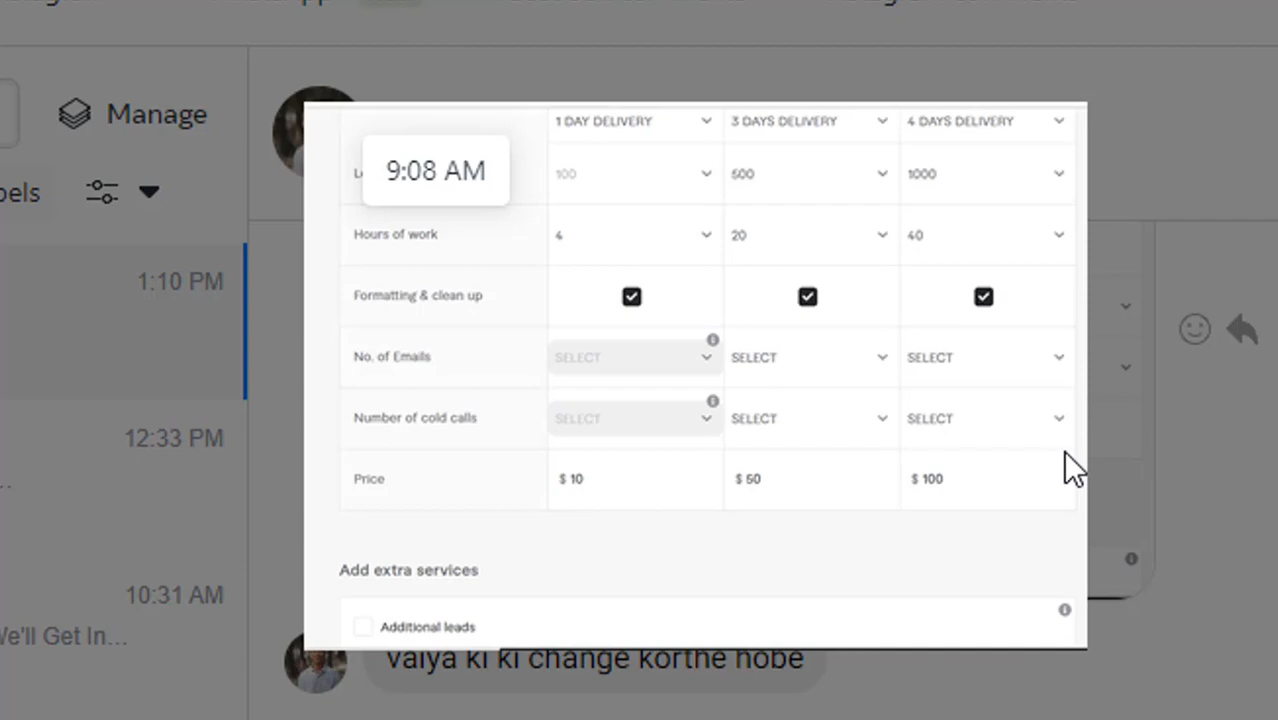 Manage
1 DAY DELIVERY 3 DAYS DELIVERY 4 DAYS DELIVERY
9:08 AM
100 500 1000
bels
Hours of work 4 20 40
1:10 PM
Formatting & clean up
No. of Emails SELECT SELECT SELECT
Number of cold calls SELECT SELECT SELECT
12:33 PM
..
Price $ 10 $ 50 $ 100
Add extra services
10:31 AM
We'll Get In...
Additional leads
vaiya ki ki change korthe hobe